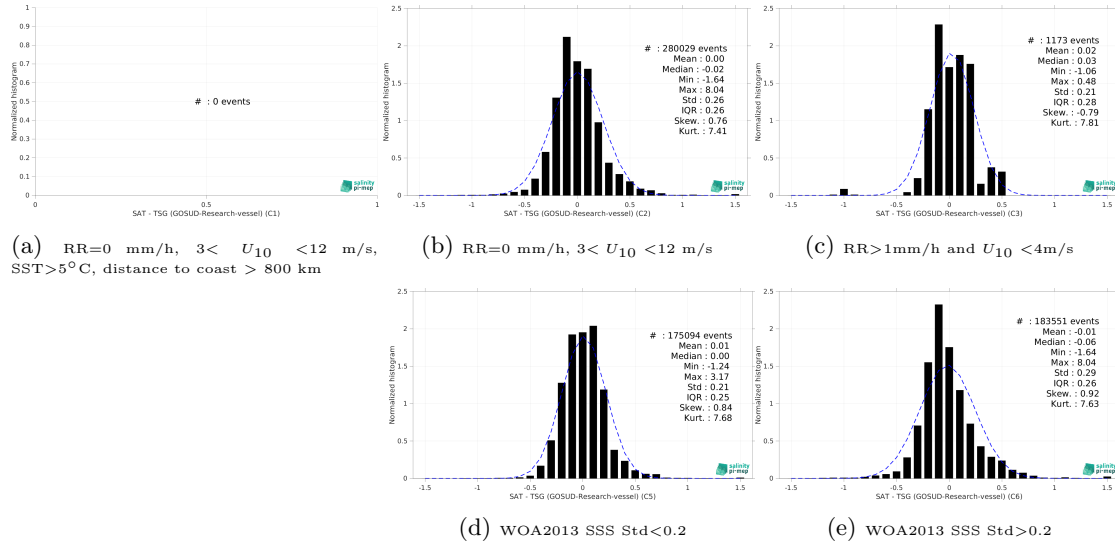 1
0.9
0.8
0.7
0.6
0.5
0.4
0.3
0.2
0.1
0
Normalized histogram
# : 0 events
0 0.5 1
SAT - TSG (GOSUD-Research-vessel) (C1)
salinity
pi-mep
(a) RR=0 mm/h, 3< U10 <12 m/s,
SST>5°C, distance to coast > 800 km
2.5
2
1.5
1
0.5
0
Normalized histogram
# : 280029 events
Mean : 0.00
Median : -0.02
Min : -1.64
Max : 8.04
Std : 0.26
IQR : 0.26
Skew. : 0.76
Kurt. : 7.41
-1.5 -1 -0.5 0 0.5 1 1.5
SAT - TSG (GOSUD-Research-vessel) (C2)
salinity
pi-mep
(b) RR=0 mm/h, 3< U10 <12 m/s
2.5
2
1.5
1
0.5
0
Normalized histogram
# : 1173 events
Mean : 0.02
Median : 0.03
Min : -1.06
Max : 0.48
Std : 0.21
IQR : 0.28
Skew. : -0.79
Kurt. : 7.81
-1.5 -1 -0.5 0 0.5 1 1.5
SAT - TSG (GOSUD-Research-vessel) (C3)
salinity
pi-mep
(c) RR>1mm/h and U10 <4m/s
2.5
2
1.5
1
0.5
0
Normalized histogram
# : 175094 events
Mean : 0.01
Median : 0.00
Min : -1.24
Max : 3.17
Std : 0.21
IQR : 0.25
Skew. : 0.84
Kurt. : 7.68
-1.5 -1 -0.5 0 0.5 1 1.5
SAT - TSG (GOSUD-Research-vessel) (C5)
salinity
pi-mep
(d) WOA2013 SSS Std<0.2
2.5
2
1.5
1
0.5
0
Normalized histogram
# : 183551 events
Mean : -0.01
Median : -0.06
Min : -1.64
Max : 8.04
Std : 0.29
IQR : 0.26
Skew. : 0.92
Kurt. : 7.63
-1.5 -1 -0.5 0 0.5 1 1.5
SAT - TSG (GOSUD-Research-vessel) (C6)
salinity
pi-mep
(e) WOA2013 SSS Std>0.2